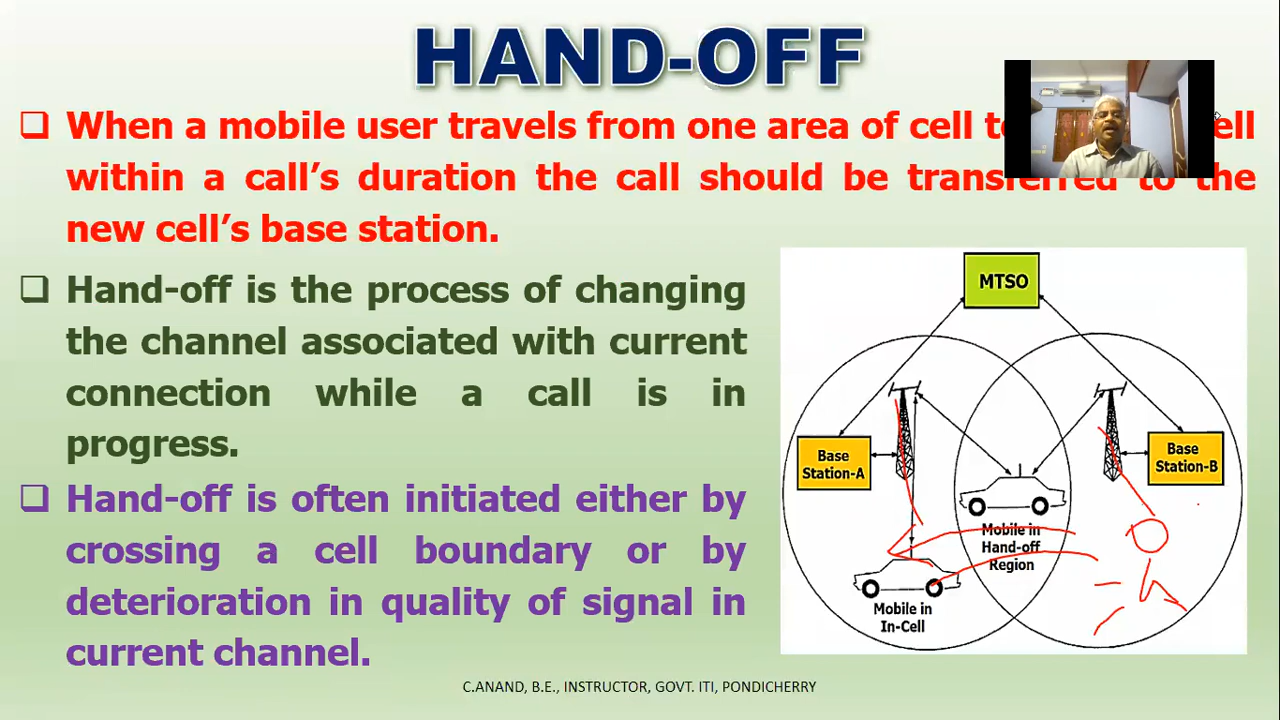 HAND-OFF
❑ When a mobile user travels from one area of cell ell
within a call's duration the call should be transferred to the
new cell's base station.
❑ Hand-off is the process of changing
the channel associated with current
connection while a call is in
progress.
❑ Hand-off is often initiated either by
crossing a cell boundary or by
deterioration in quality of signal in
current channel.
MTSO
Base
Station-A
Base
Station-B
Mobile in
Hand-off
Region
Mobile in
In-Cell
C.ANAND, B.E., INSTRUCTOR, GOVT. ITI, PONDICHERRY